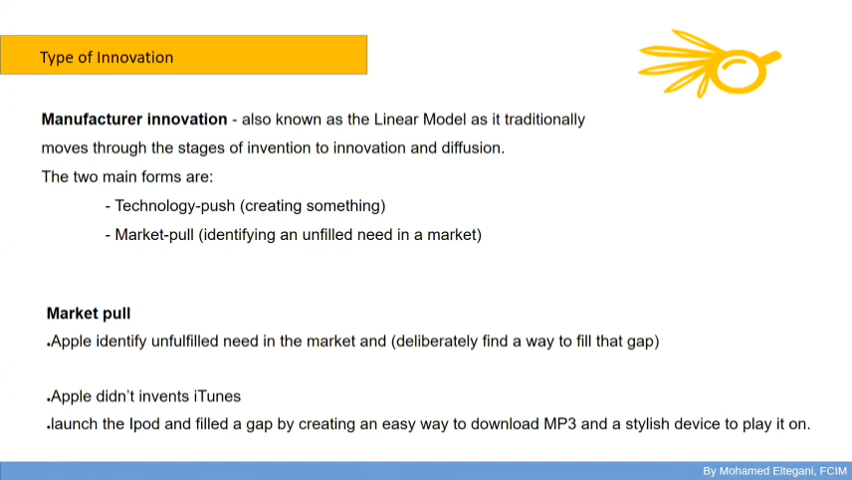 Type of Innovation
Manufacturer innovation - also known as the Linear Model as it traditionally
moves through the stages of invention to innovation and diffusion.
The two main forms are:
- Technology-push (creating something)
- Market-pull (identifying an unfilled need in a market)
Market pull
.Apple identify unfulfilled need in the market and (deliberately find a way to fill that gap)
.Apple didn't invents iTunes
.launch the Ipod and filled a gap by creating an easy way to download MP3 and a stylish device to play it on.
By Mohamed Eltegani, FCIM